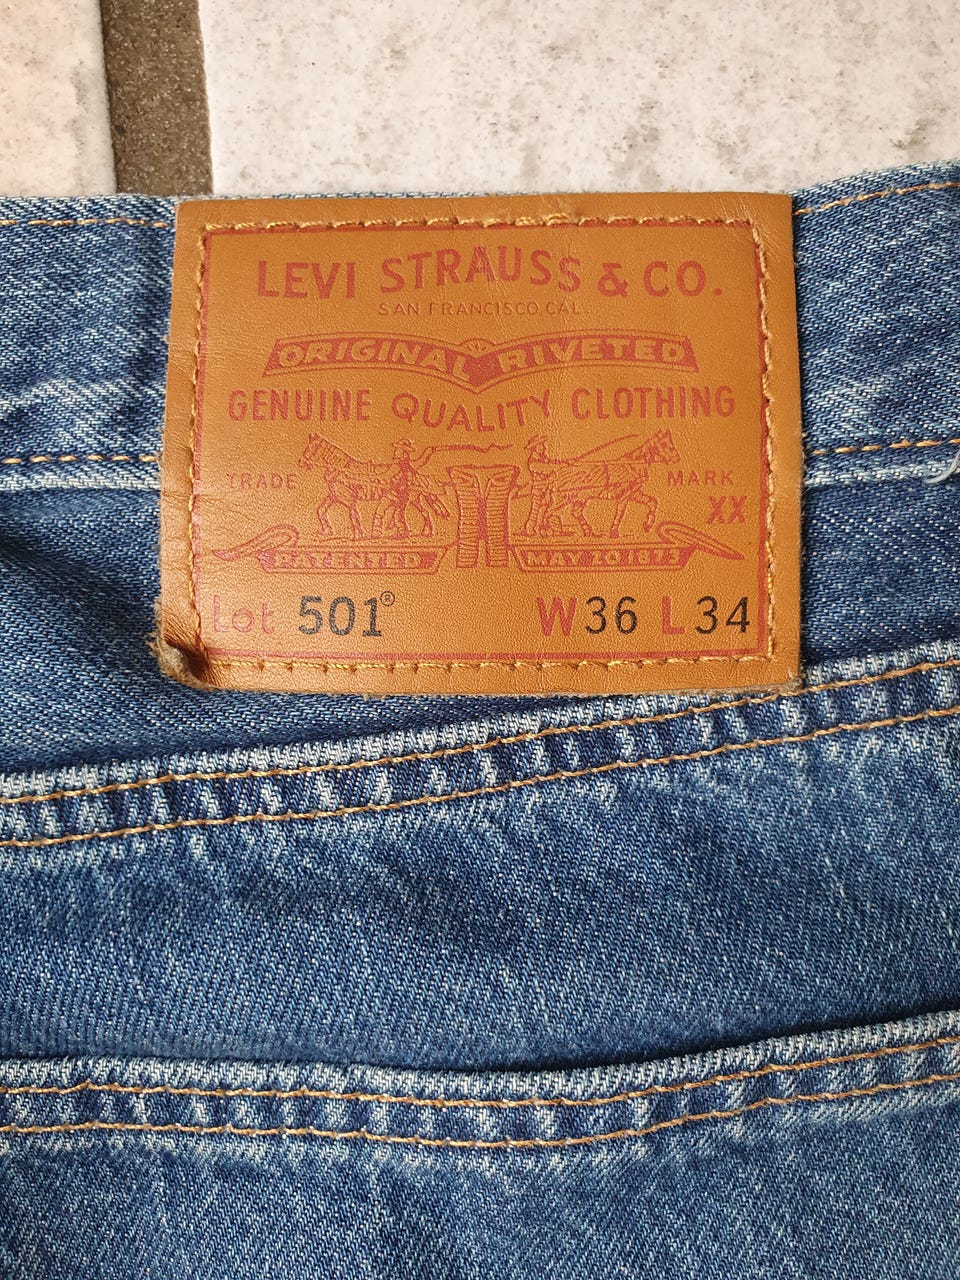 LEVI STRAUSS & CO.
SAN FRANCISCO, CAL.
ORIGINAL RIVETED
GENUINE QUALITY CLOTHING
TRADE MARK
XX
PATENTED MAY 20 1873
Lot 501® W36 L34